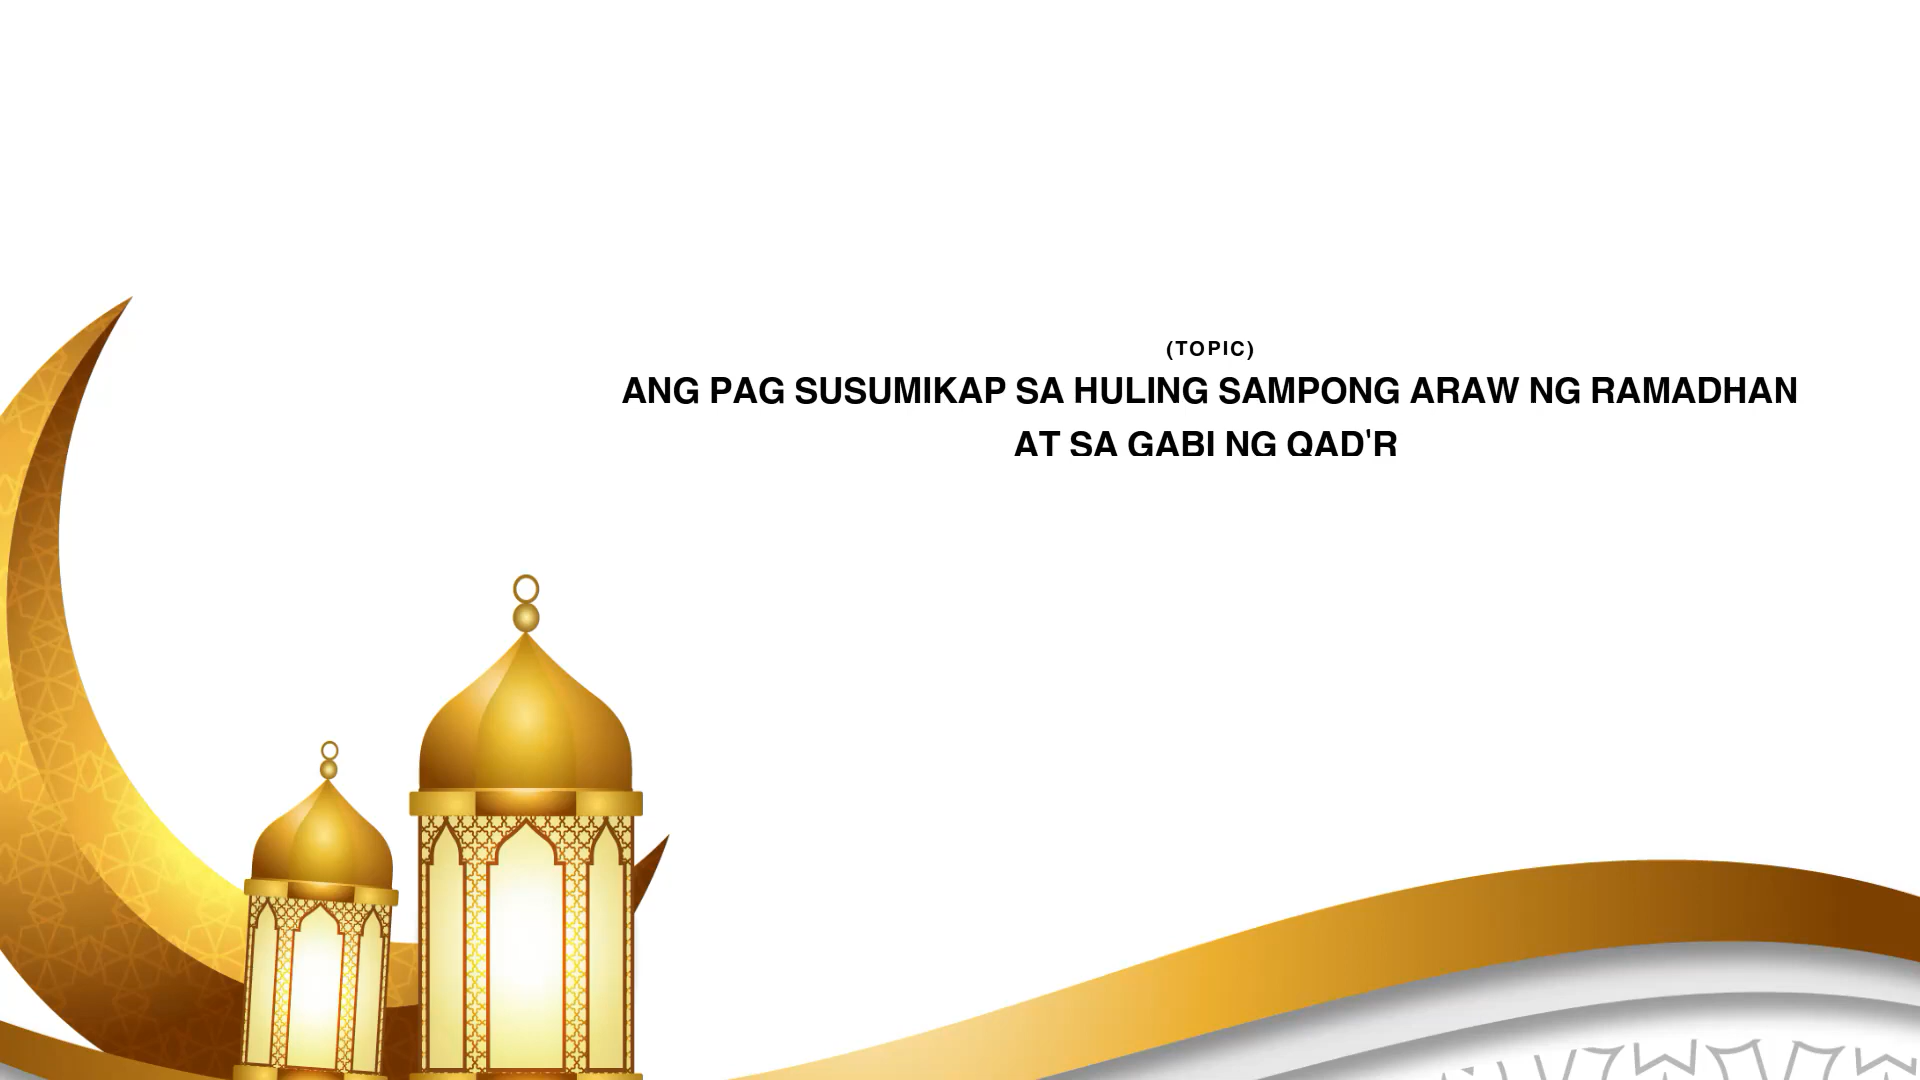 (TOPIC)
ANG PAG SUSUMIKAP SA HULING SAMPONG ARAW NG RAMADHAN
AT SA GABI NG QAD'R